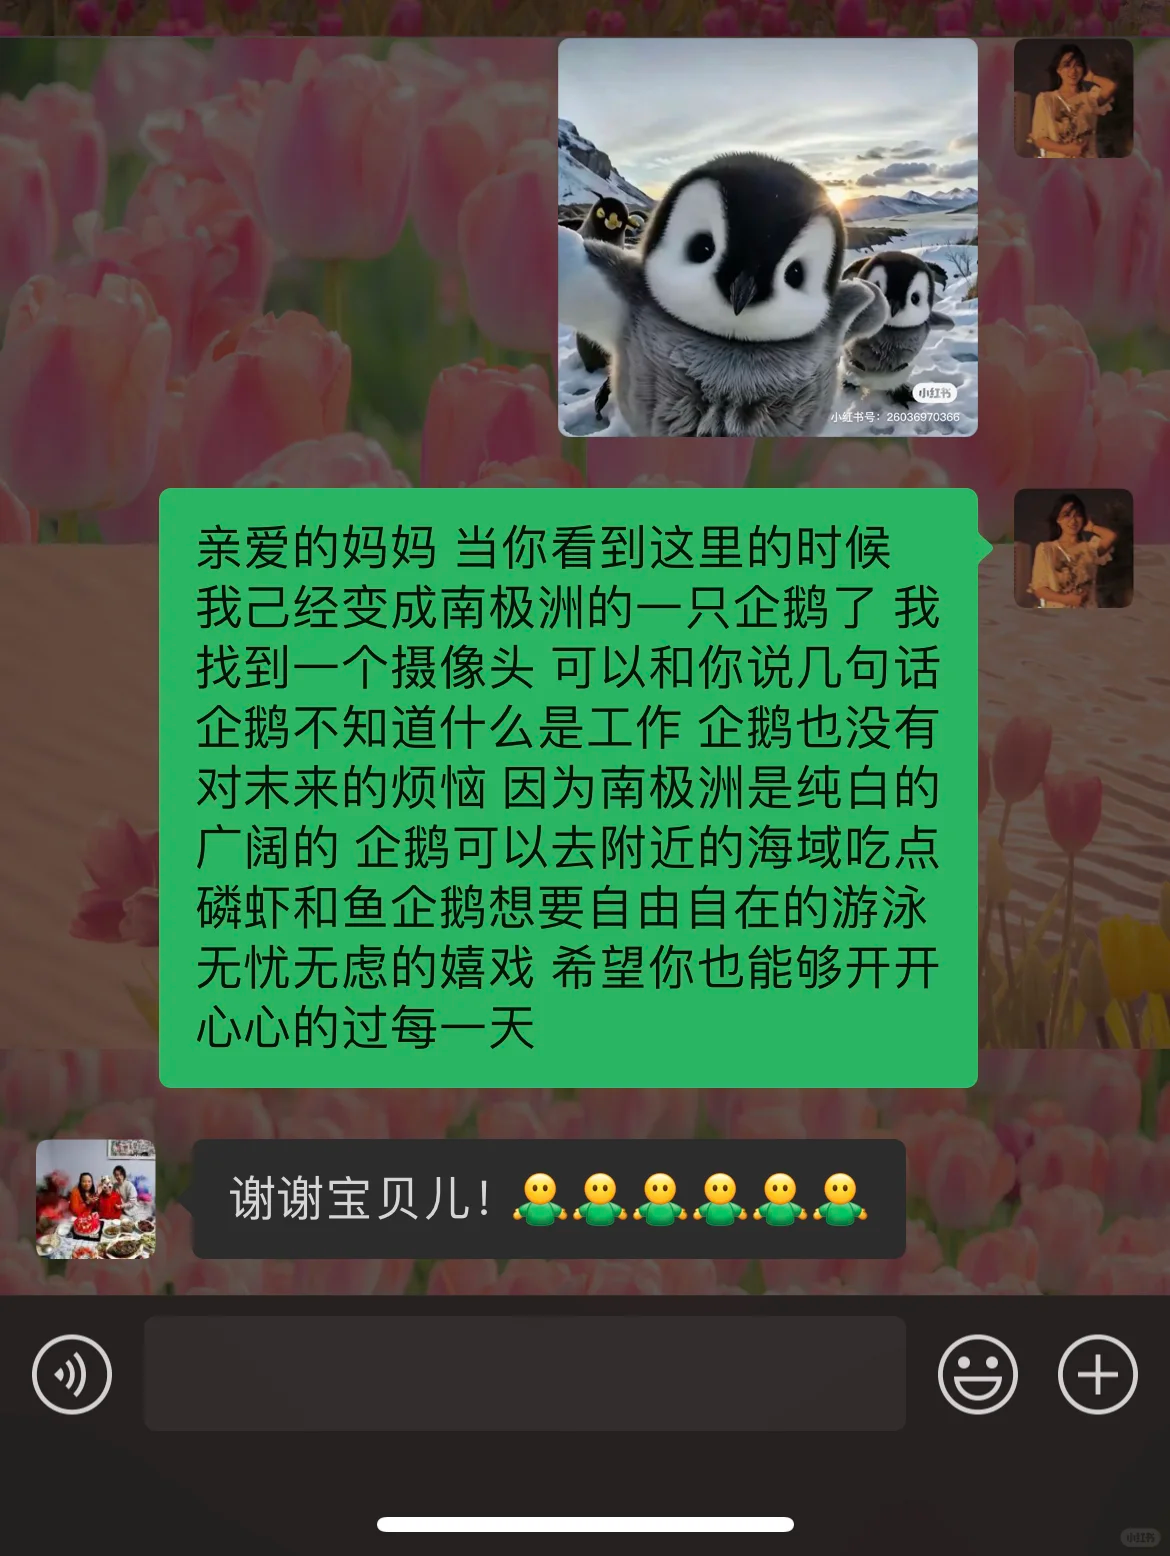 小红书
小红书号：26036970366
亲爱的妈妈 当你看到这里的时候
我己经变成南极洲的一只企鹅了 我
找到一个摄像头 可以和你说几句话
企鹅不知道什么是工作 企鹅也没有
对末来的烦恼 因为南极洲是纯白的
广阔的 企鹅可以去附近的海域吃点
磷虾和鱼企鹅想要自由自在的游泳
无忧无虑的嬉戏 希望你也能够开开
心心的过每一天
谢谢宝贝儿！
小红书